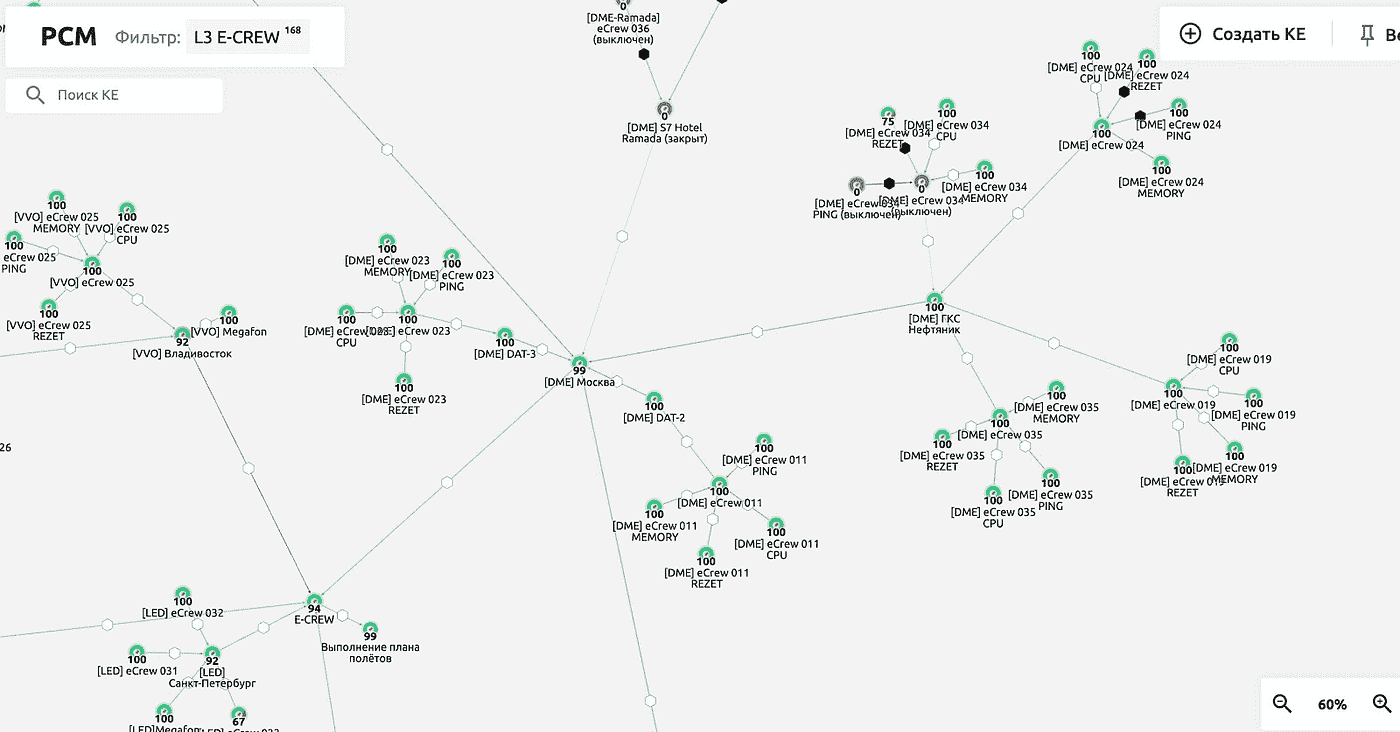 РСМ
Фильтр:
L3 E-CREW 168
Поиск КЕ
Создать КЕ
0
[DME-Ramada]
eCrew 036
(выключен)
0
[DME] S7 Hotel
Ramada (закрыт)
100
[DME] eCrew 024
CPU
100
[DME] eCrew 024
REZET
100
[DME] eCrew 024
PING
100
[DME] eCrew 024
100
[DME] eCrew 024
MEMORY
75
[DME] eCrew 034
REZET
100
[DME] eCrew 034
CPU
100
[DME] eCrew 034
MEMORY
0
[DME] eCrew 034
PING (выключен)
0
[DME] eCrew 034
(выключен)
100
[VVO] eCrew 025
MEMORY
100
[VVO] eCrew 025
CPU
100
eCrew 025
PING
100
[VVO] eCrew 025
100
[VVO] eCrew 025
REZET
100
[VVO] Megafon
92
[VVO] Владивосток
100
[DME] eCrew 023
MEMORY
100
[DME] eCrew 023
PING
100
[DME] eCrew 023
CPU
100
[DME] eCrew 023
100
[DME] eCrew 023
REZET
100
[DME] DAT-3
99
[DME] Москва
100
[DME] ГКС
Нефтяник
100
[DME] DAT-2
100
[DME] eCrew 011
PING
100
[DME] eCrew 011
100
[DME] eCrew 011
MEMORY
100
[DME] eCrew 011
CPU
100
[DME] eCrew 011
REZET
100
[DME] eCrew 035
MEMORY
100
[DME] eCrew 035
100
[DME] eCrew 035
REZET
100
[DME] eCrew 035
PING
100
[DME] eCrew 035
CPU
100
[DME] eCrew 019
CPU
100
[DME] eCrew 019
100
[DME] eCrew 019
PING
100
[DME] eCrew 019
MEMORY
100
[DME] eCrew 019
REZET
26
94
E-CREW
99
Выполнение плана
полётов
100
[LED] eCrew 032
100
[LED] eCrew 031
92
[LED]
Санкт-Петербург
100
[LED]Megafon
67
60%